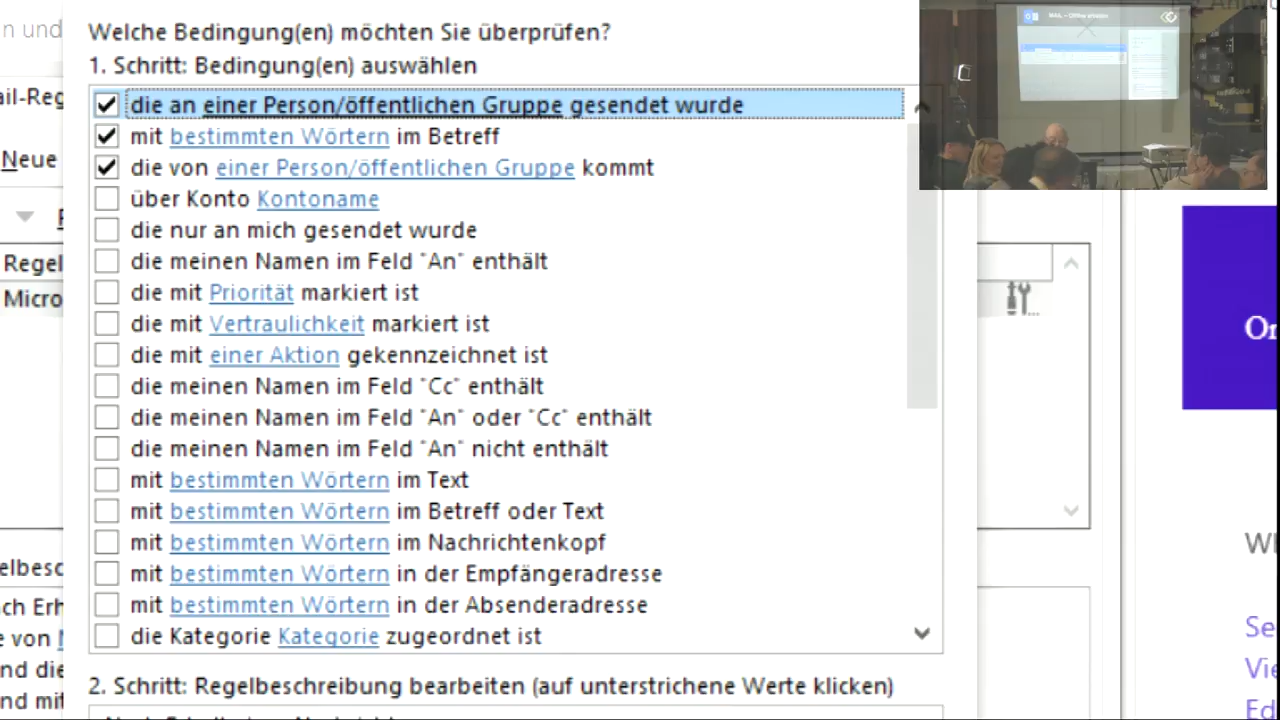 Welche Bedingung(en) möchten Sie überprüfen?
1. Schritt: Bedingung(en) auswählen
die an einer Person/öffentlichen Gruppe gesendet wurde
mit bestimmten Wörtern im Betreff
die von einer Person/öffentlichen Gruppe kommt
über Konto Kontoname
die nur an mich gesendet wurde
die meinen Namen im Feld "An" enthält
die mit Priorität markiert ist
die mit Vertraulichkeit markiert ist
die mit einer Aktion gekennzeichnet ist
die meinen Namen im Feld "Cc" enthält
die meinen Namen im Feld "An" oder "Cc" enthält
die meinen Namen im Feld "An" nicht enthält
mit bestimmten Wörtern im Text
mit bestimmten Wörtern im Betreff oder Text
mit bestimmten Wörtern im Nachrichtenkopf
mit bestimmten Wörtern in der Empfängeradresse
mit bestimmten Wörtern in der Absenderadresse
die Kategorie Kategorie zugeordnet ist
2. Schritt: Regelbeschreibung bearbeiten (auf unterstrichene Werte klicken)
n und
ail-Reg
Neue
Regel
Micro
elbesc
ch Erh
e von
nd die
nd mit
Wh
Se
Vie
Ed